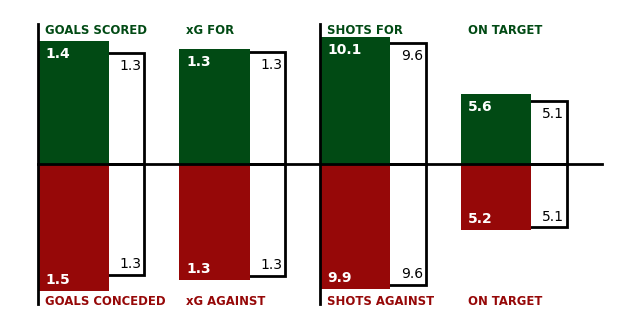 GOALS SCORED xG FOR SHOTS FOR ON TARGET
1.4 1.3 1.3 1.3 10.1 9.6 5.6 5.1
1.5 1.3 1.3 1.3 9.9 9.6 5.2 5.1
GOALS CONCEDED xG AGAINST SHOTS AGAINST ON TARGET